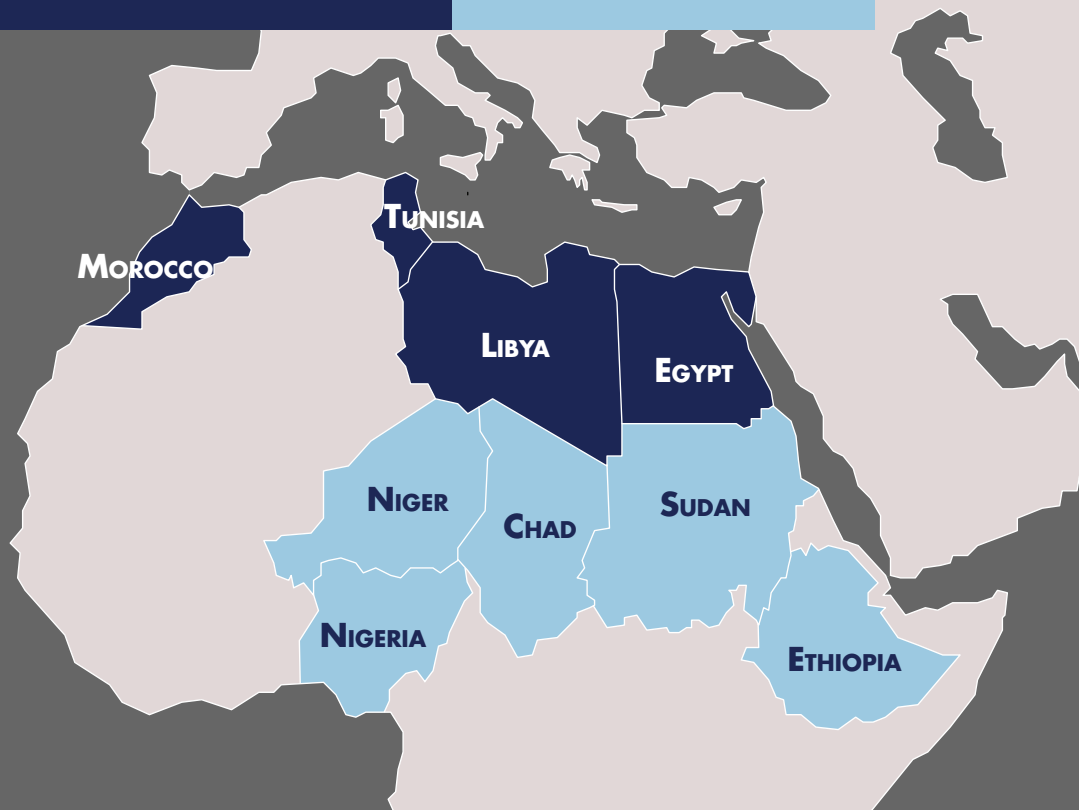 Tunisia
Morocco
Libya
Egypt
Niger
Sudan
Chad
Nigeria
Ethiopia